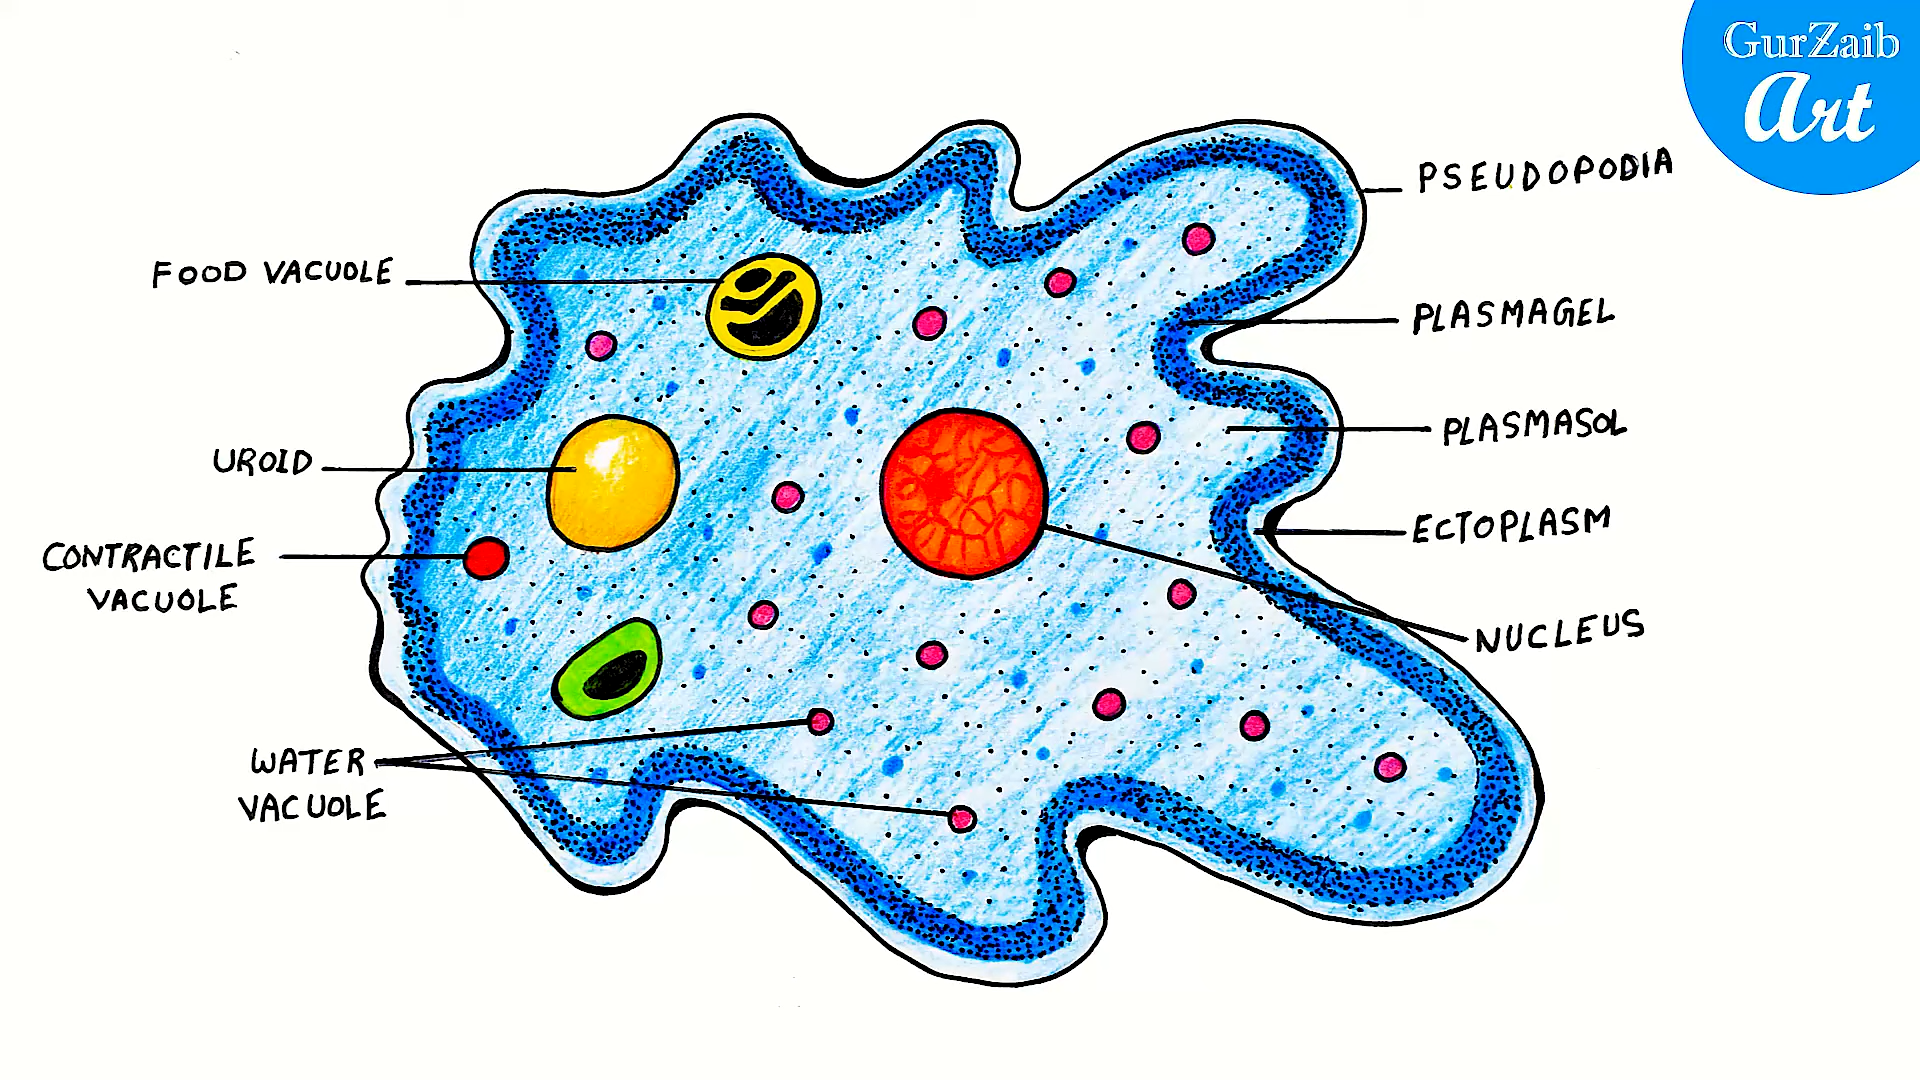 GurZaib
Art
PSEUDOPODIA
FOOD VACUOLE
PLASMAGEL
PLASMASOL
UROID
ECTOPLASM
CONTRACTILE
VACUOLE
NUCLEUS
WATER
VACUOLE